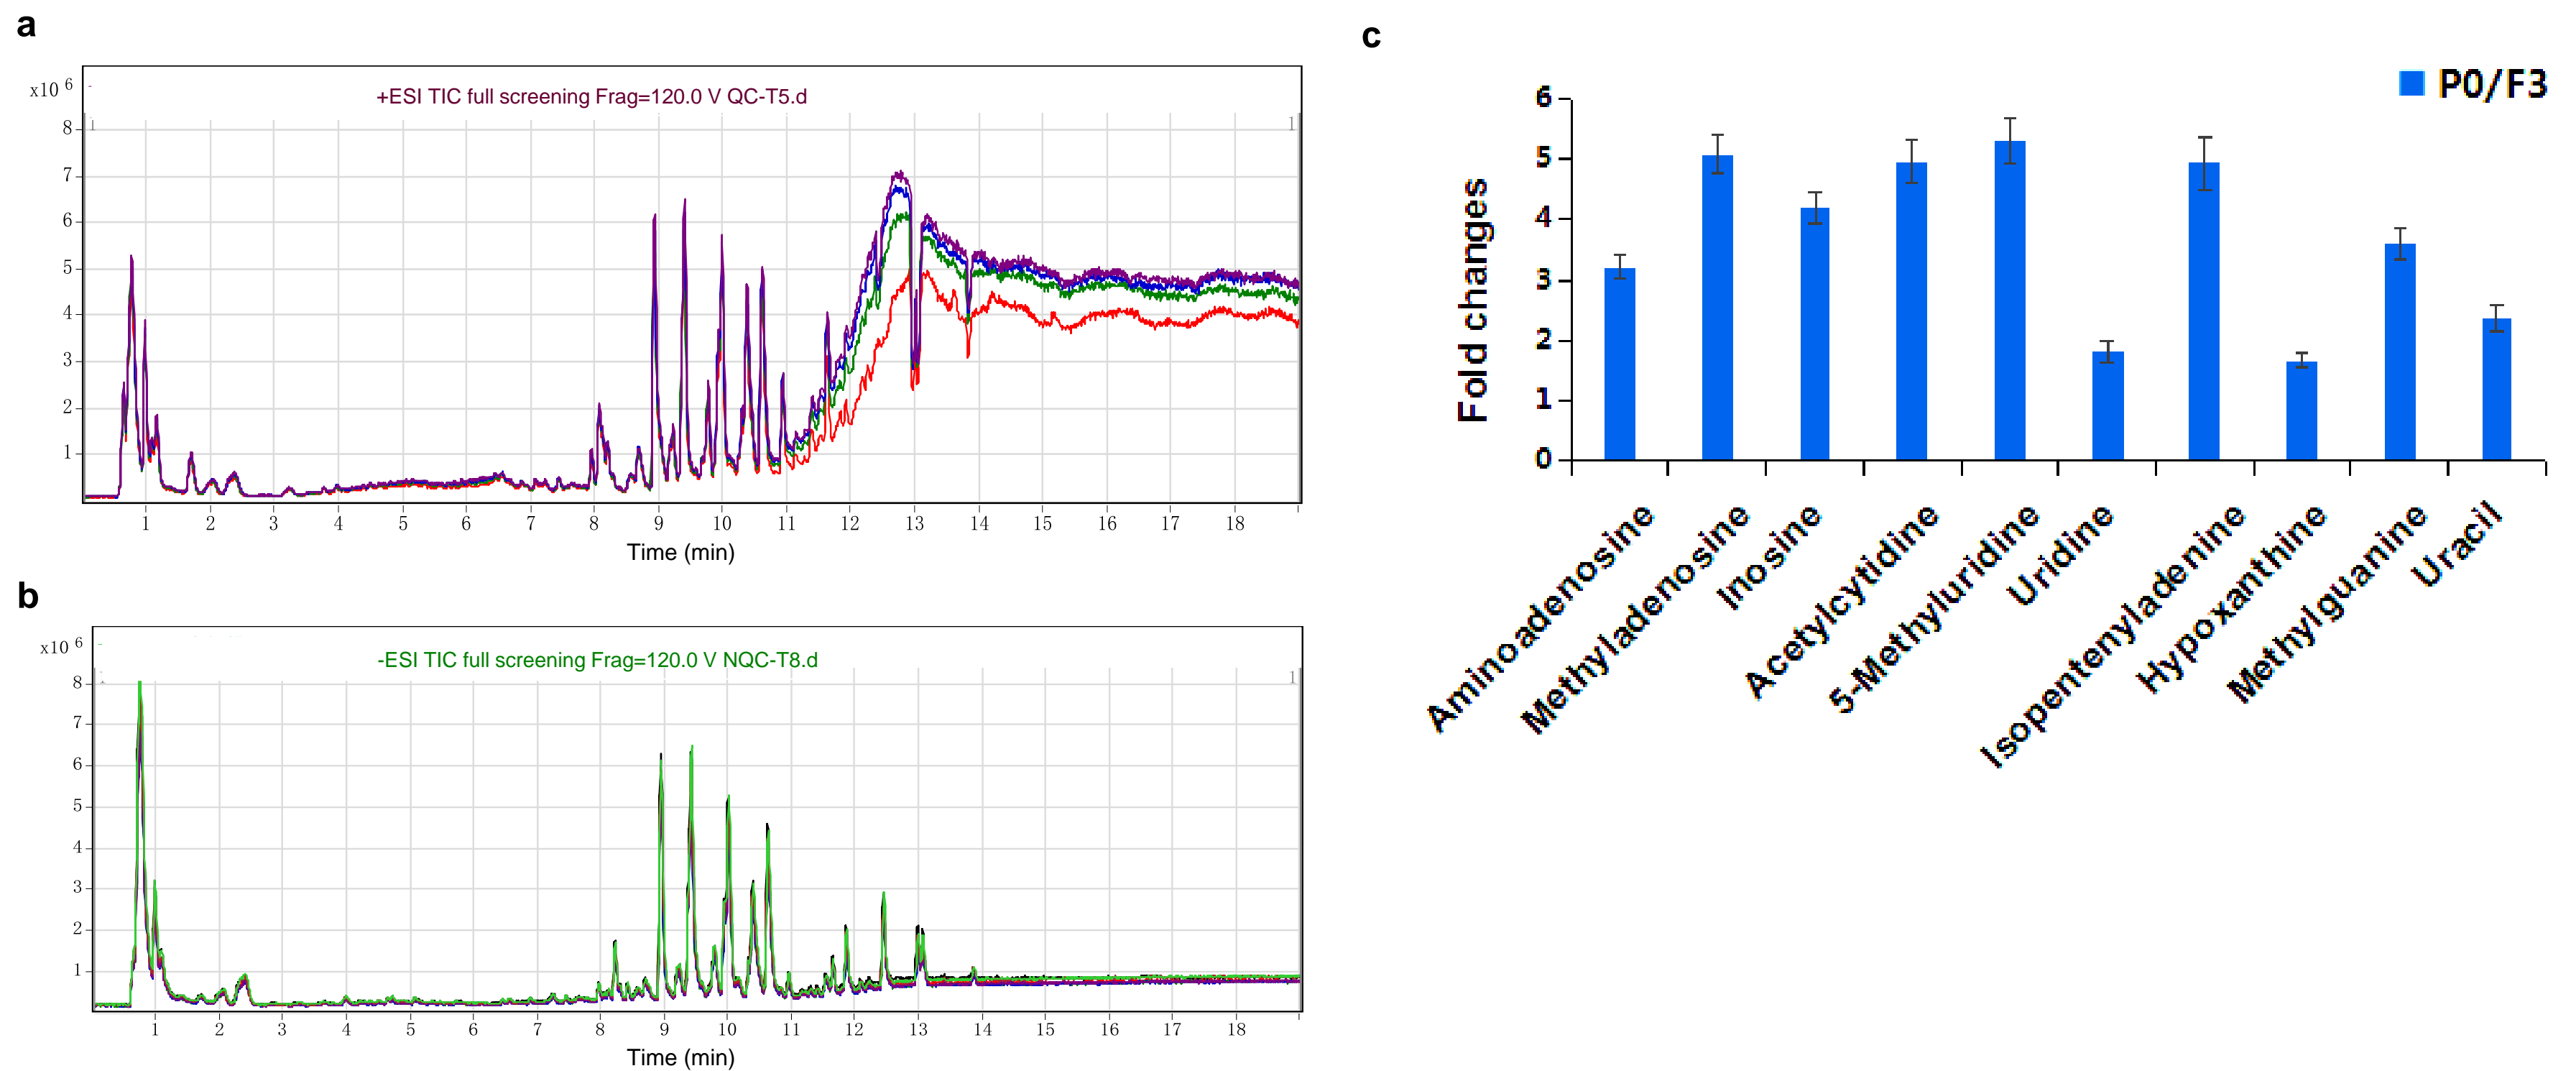 a
x10 6
+ESI TIC full screening Frag=120.0 V QC-T5.d
1
1
8
7
6
5
4
3
2
1
1 2 3 4 5 6 7 8 9 10 11 12 13 14 15 16 17 18
Time (min)
b
x10 6
-ESI TIC full screening Frag=120.0 V NQC-T8.d
1
8
7
6
5
4
3
2
1
1 2 3 4 5 6 7 8 9 10 11 12 13 14 15 16 17 18
Time (min)
c
P0/F3
Fold changes
6
5
4
3
2
1
0
Aminoadenosine
Methyladenosine
Inosine
Acetylcytidine
5-Methyluridine
Uridine
Isopentenyladenine
Hypoxanthine
Methylguanine
Uracil